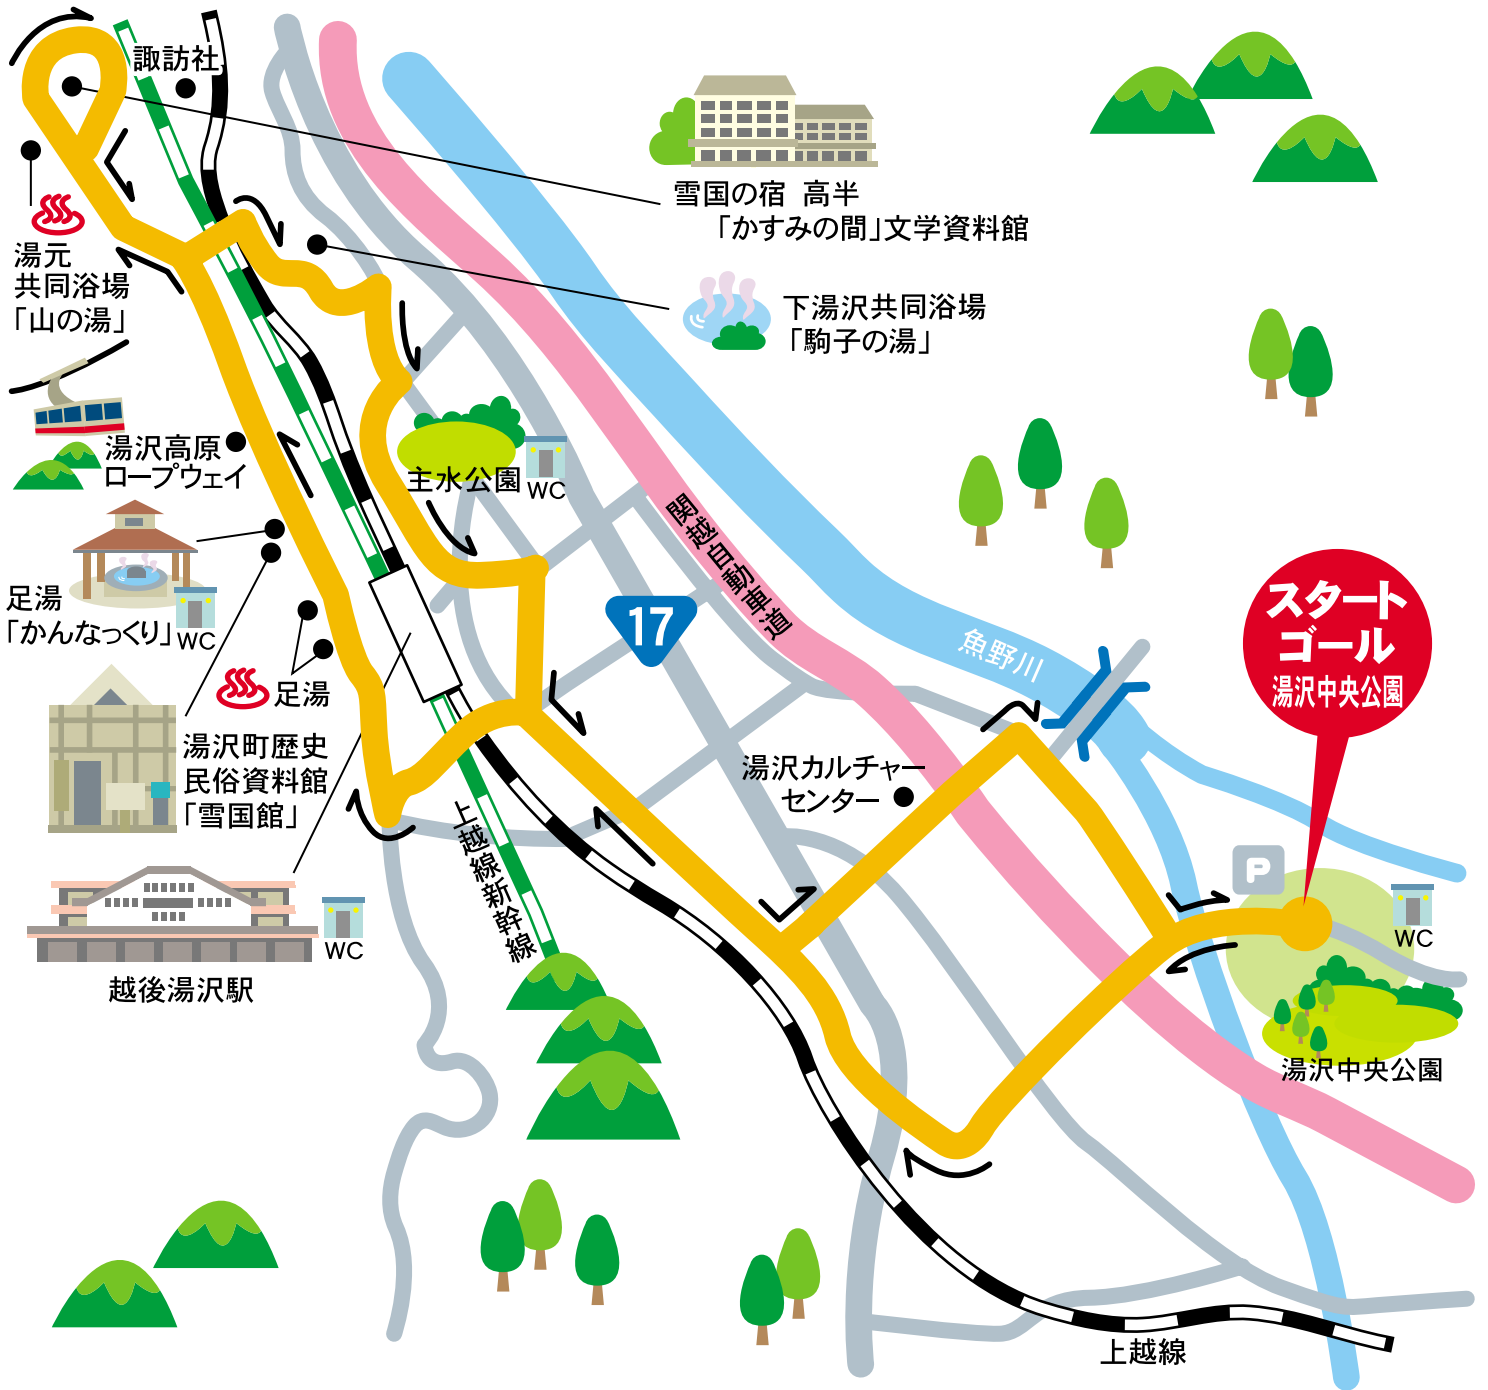 諏訪社
雪国の宿 高半
「かすみの間」文学資料館
湯元
共同浴場
「山の湯」
下湯沢共同浴場
「駒子の湯」
湯沢高原
ロープウェイ
主水公園
WC
関越自動車道
足湯
「かんなっくり」
WC
17
魚野川
スタート
ゴール
湯沢中央公園
足湯
湯沢町歴史
民俗資料館
「雪国館」
湯沢カルチャー
センター
上越線新幹線
P
WC
WC
越後湯沢駅
湯沢中央公園
上越線